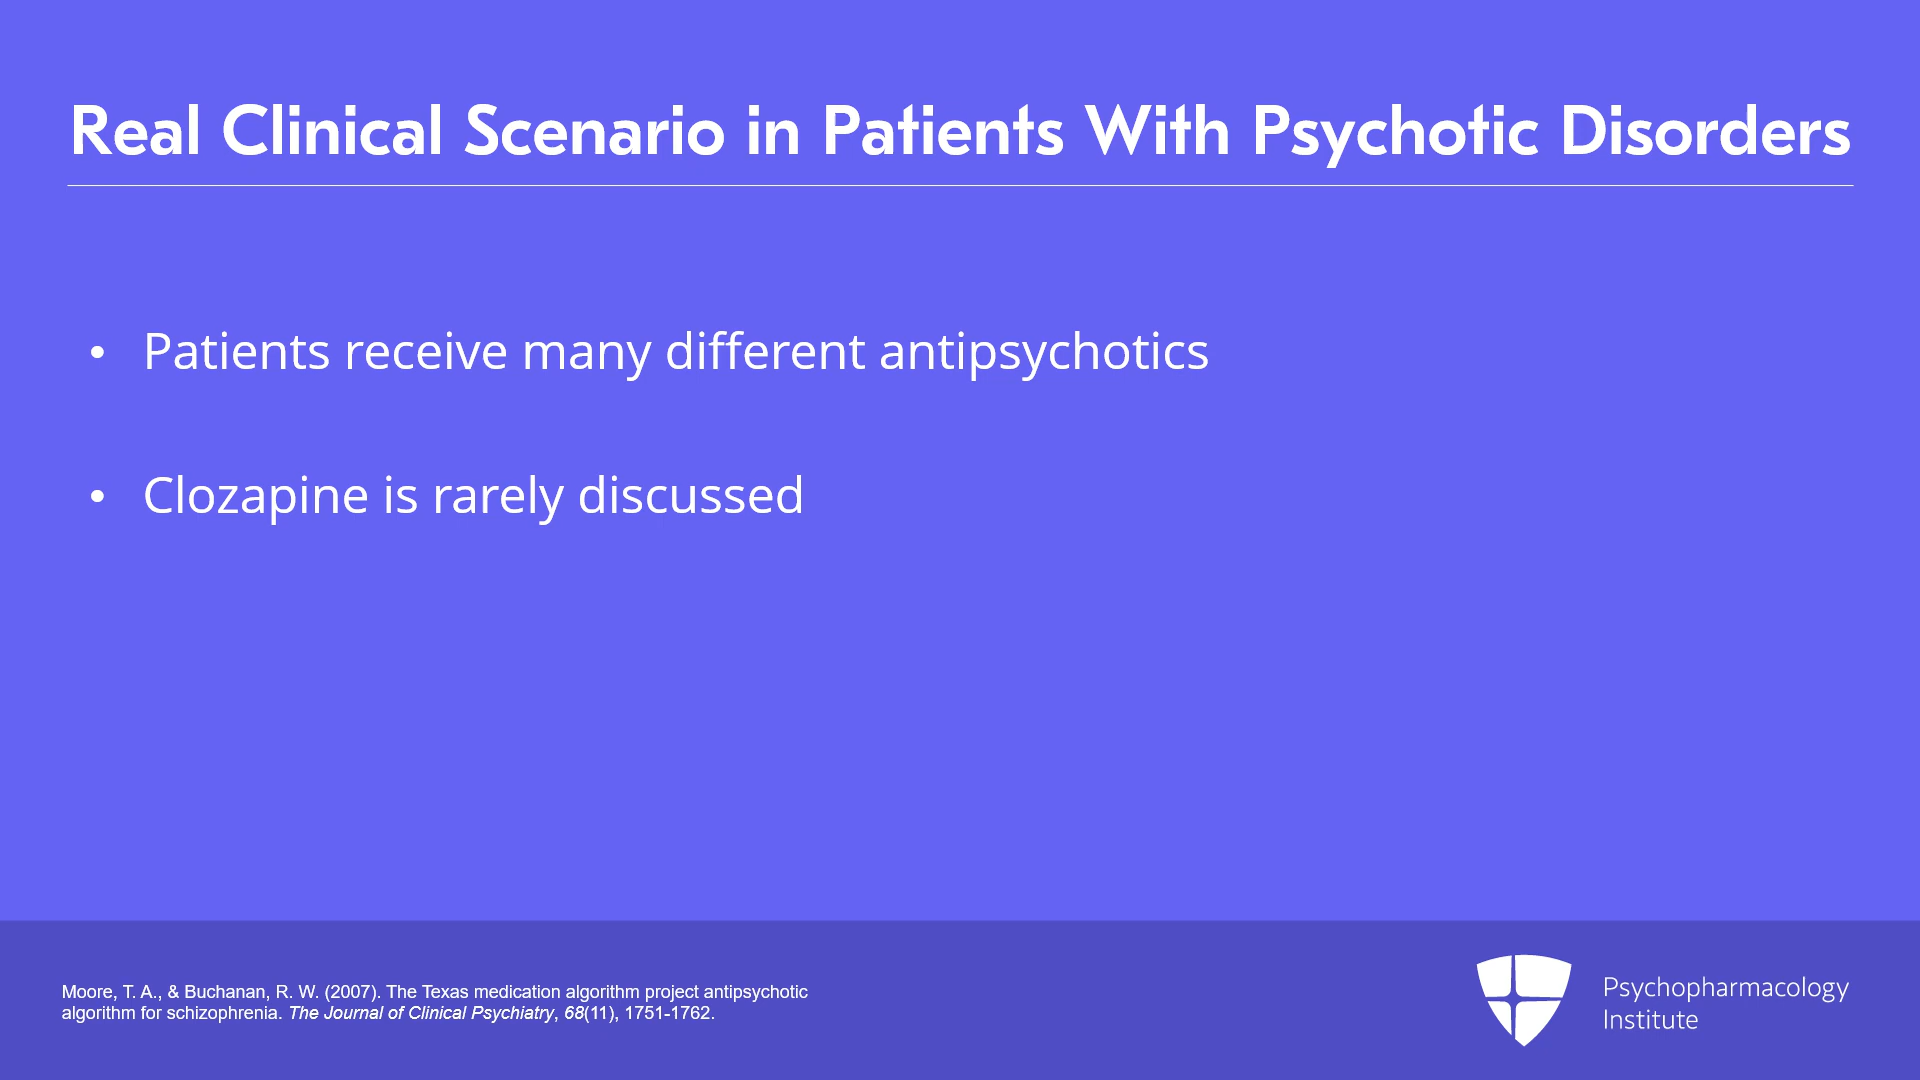 Real Clinical Scenario in Patients With Psychotic Disorders
• Patients receive many different antipsychotics
• Clozapine is rarely discussed
Moore, T. A., & Buchanan, R. W. (2007). The Texas medication algorithm project antipsychotic
algorithm for schizophrenia. The Journal of Clinical Psychiatry, 68(11), 1751-1762.
Psychopharmacology
Institute